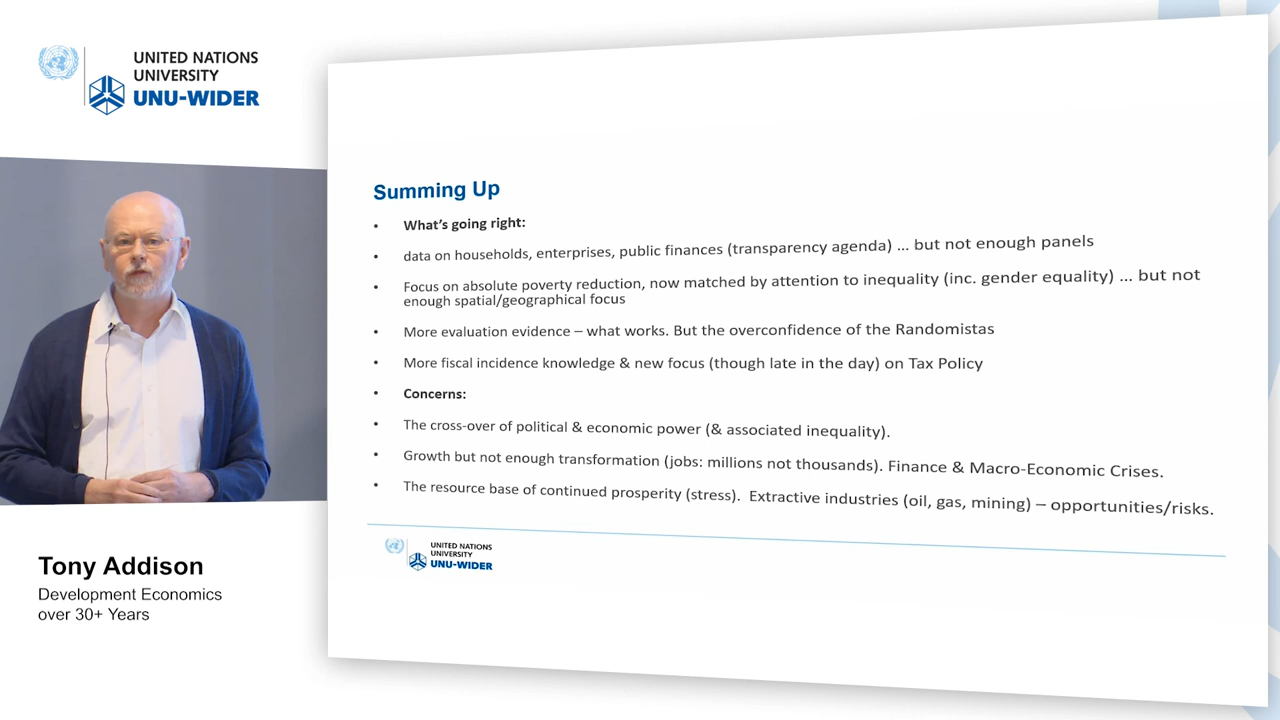 UNITED NATIONS
UNIVERSITY
UNU-WIDER
Summing Up
• What's going right:
• data on households, enterprises, public finances (transparency agenda) … but not enough panels
• Focus on absolute poverty reduction, now matched by attention to inequality (inc. gender equality) … but not
enough spatial/geographical focus
• More evaluation evidence – what works. But the overconfidence of the Randomistas
• More fiscal incidence knowledge & new focus (though late in the day) on Tax Policy
• Concerns:
• The cross-over of political & economic power (& associated inequality).
• Growth but not enough transformation (jobs: millions not thousands). Finance & Macro-Economic Crises.
• The resource base of continued prosperity (stress). Extractive industries (oil, gas, mining) – opportunities/risks.
UNITED NATIONS
UNIVERSITY
UNU-WIDER
Tony Addison
Development Economics
over 30+ Years